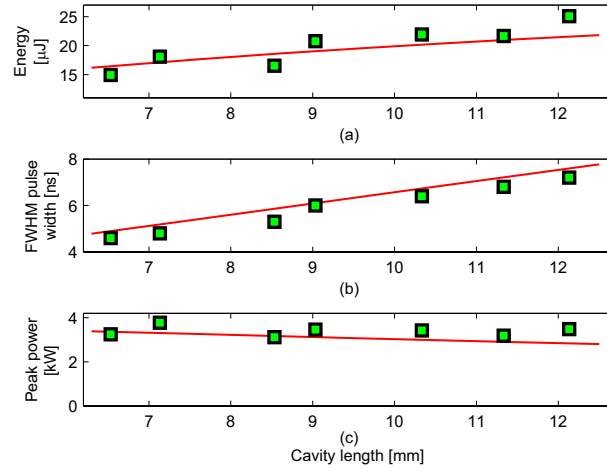 25
20
15
Energy
[µJ]
7 8 9 10 11 12
(a)
8
6
4
FWHM pulse
width [ns]
7 8 9 10 11 12
(b)
4
2
0
Peak power
[kW]
7 8 9 10 11 12
(c)
Cavity length [mm]